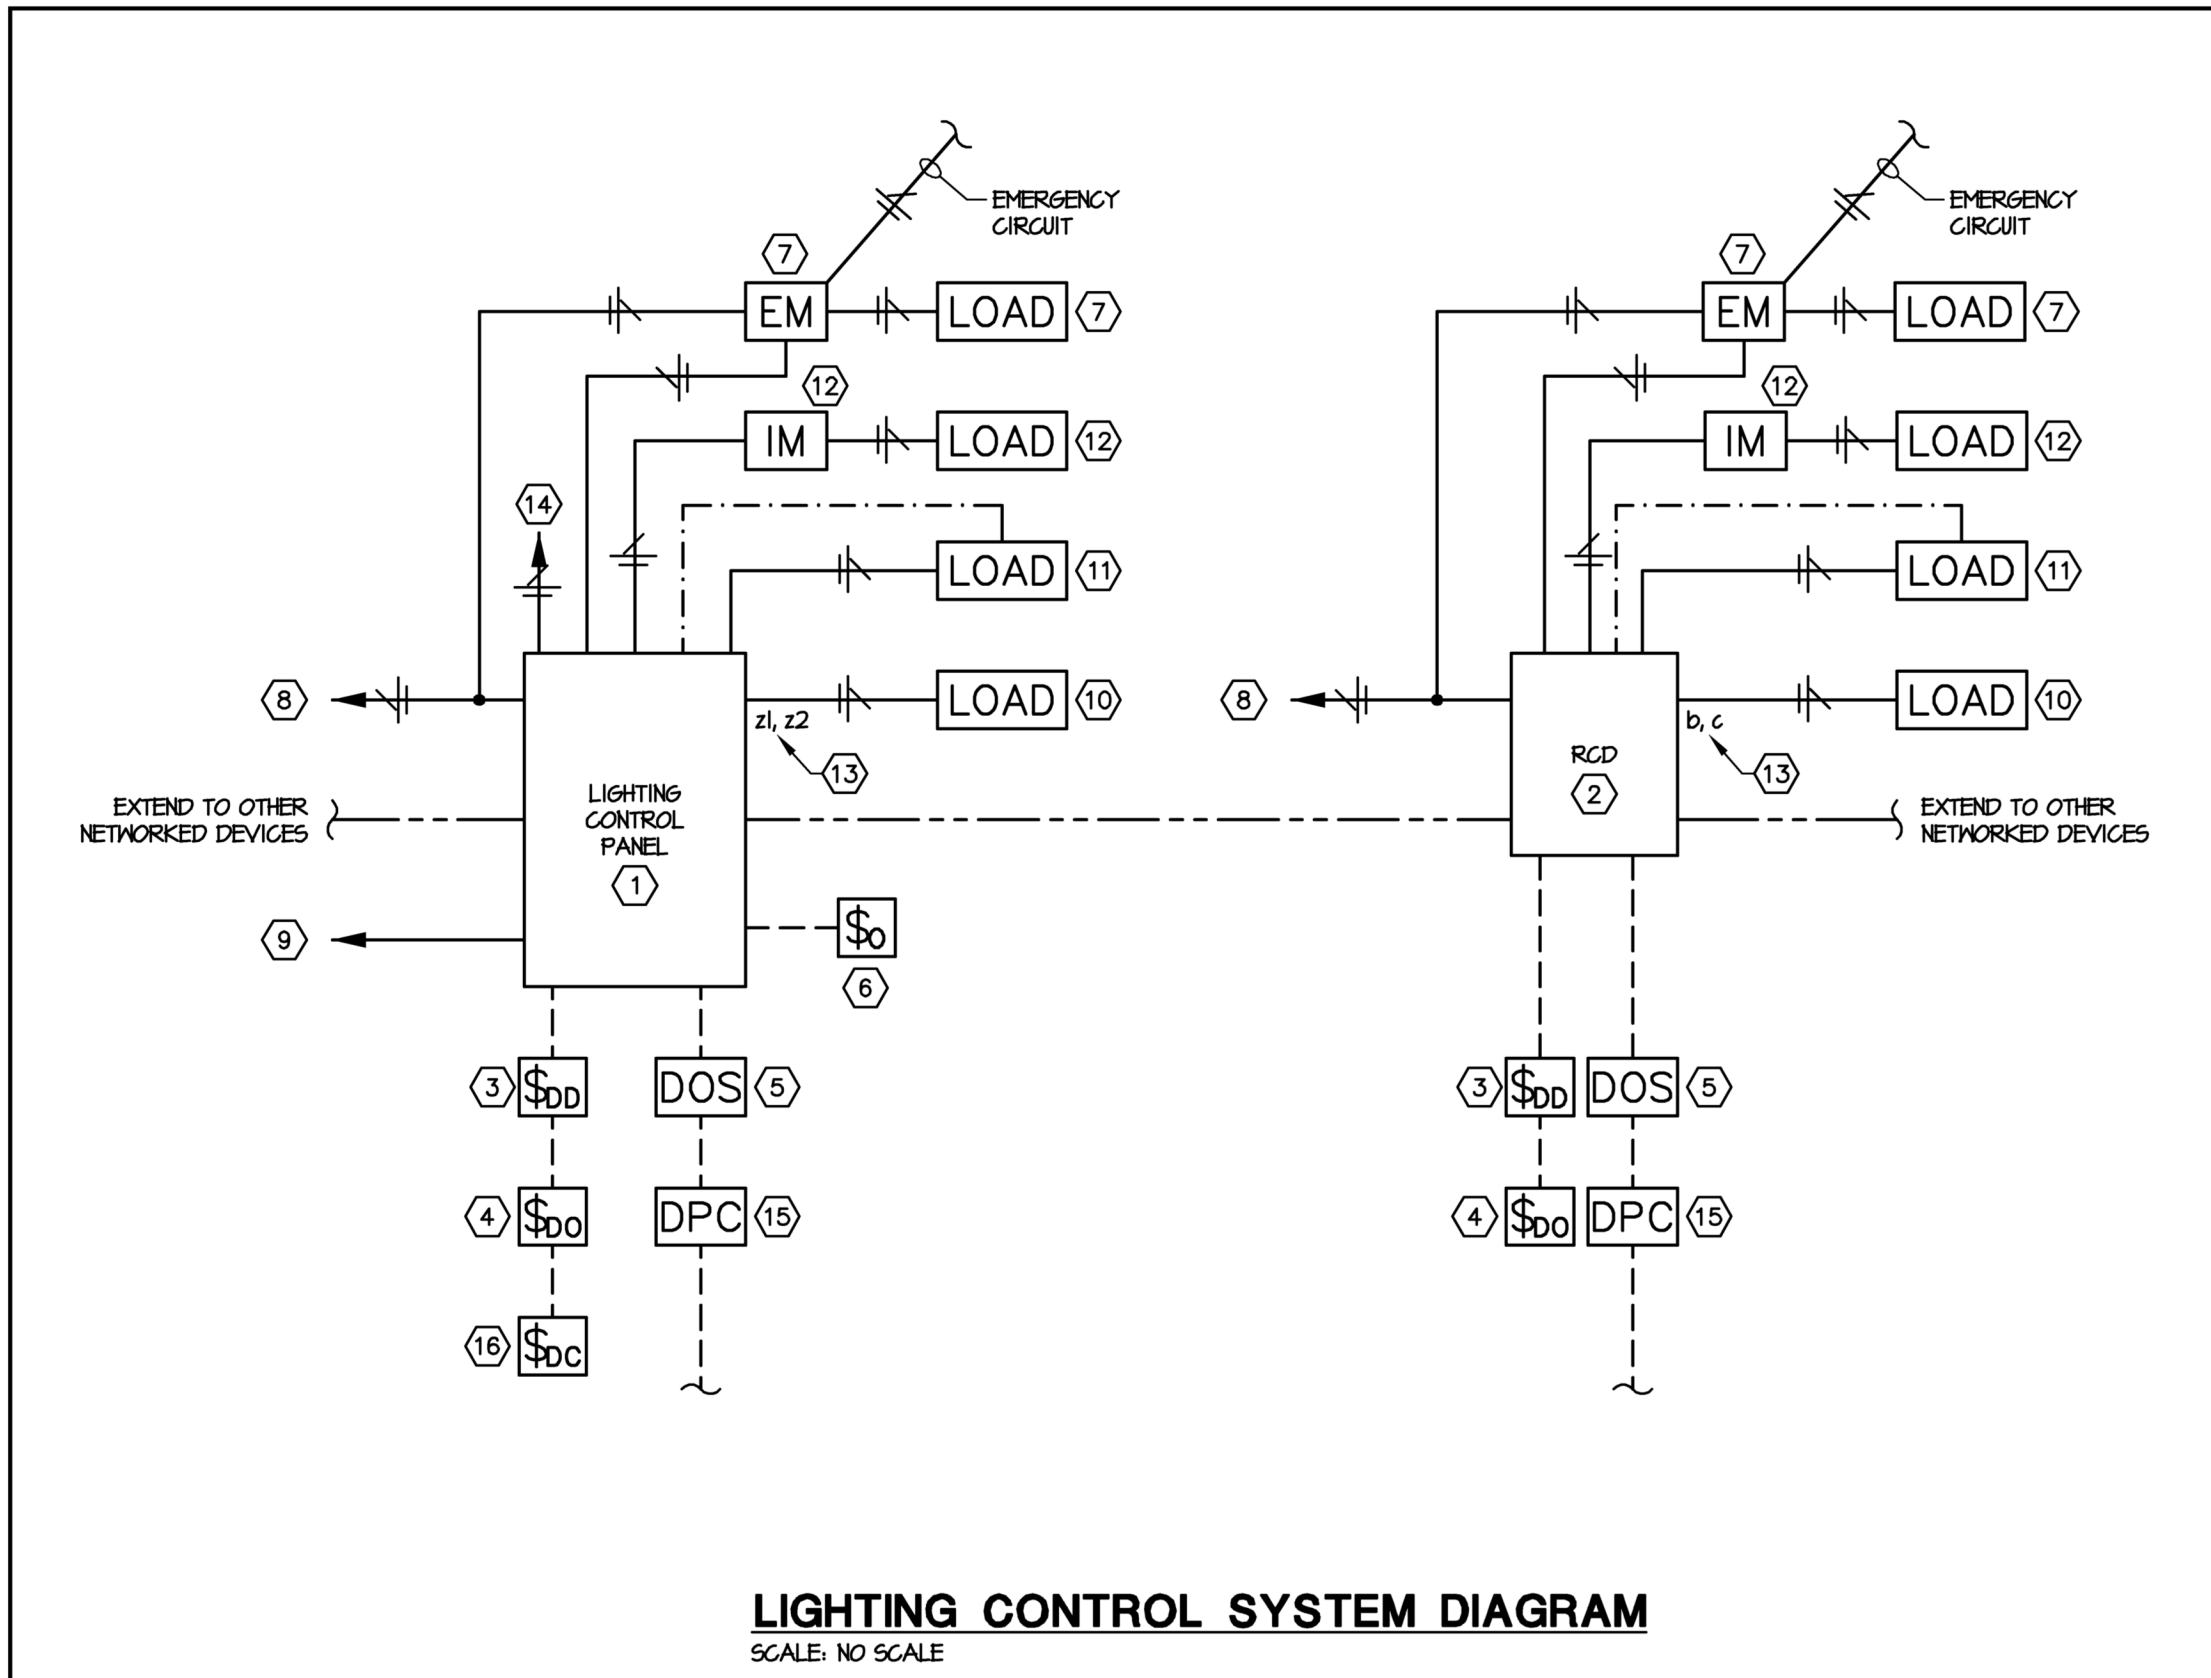 EMERGENCY
CIRCUIT
7
EM
LOAD
7
12
IM
LOAD
12
14
LOAD
11
8
LOAD
10
z1, z2
13
LIGHTING
CONTROL
PANEL
1
EXTEND TO OTHER
NETWORKED DEVICES
9
$O
6
3
$DD
DOS
5
4
$DO
DPC
15
16
$DC
EMERGENCY
CIRCUIT
7
EM
LOAD
7
12
IM
LOAD
12
LOAD
11
8
LOAD
10
b, c
13
RCD
2
EXTEND TO OTHER
NETWORKED DEVICES
3
$DD
DOS
5
4
$DO
DPC
15
LIGHTING CONTROL SYSTEM DIAGRAM
SCALE: NO SCALE